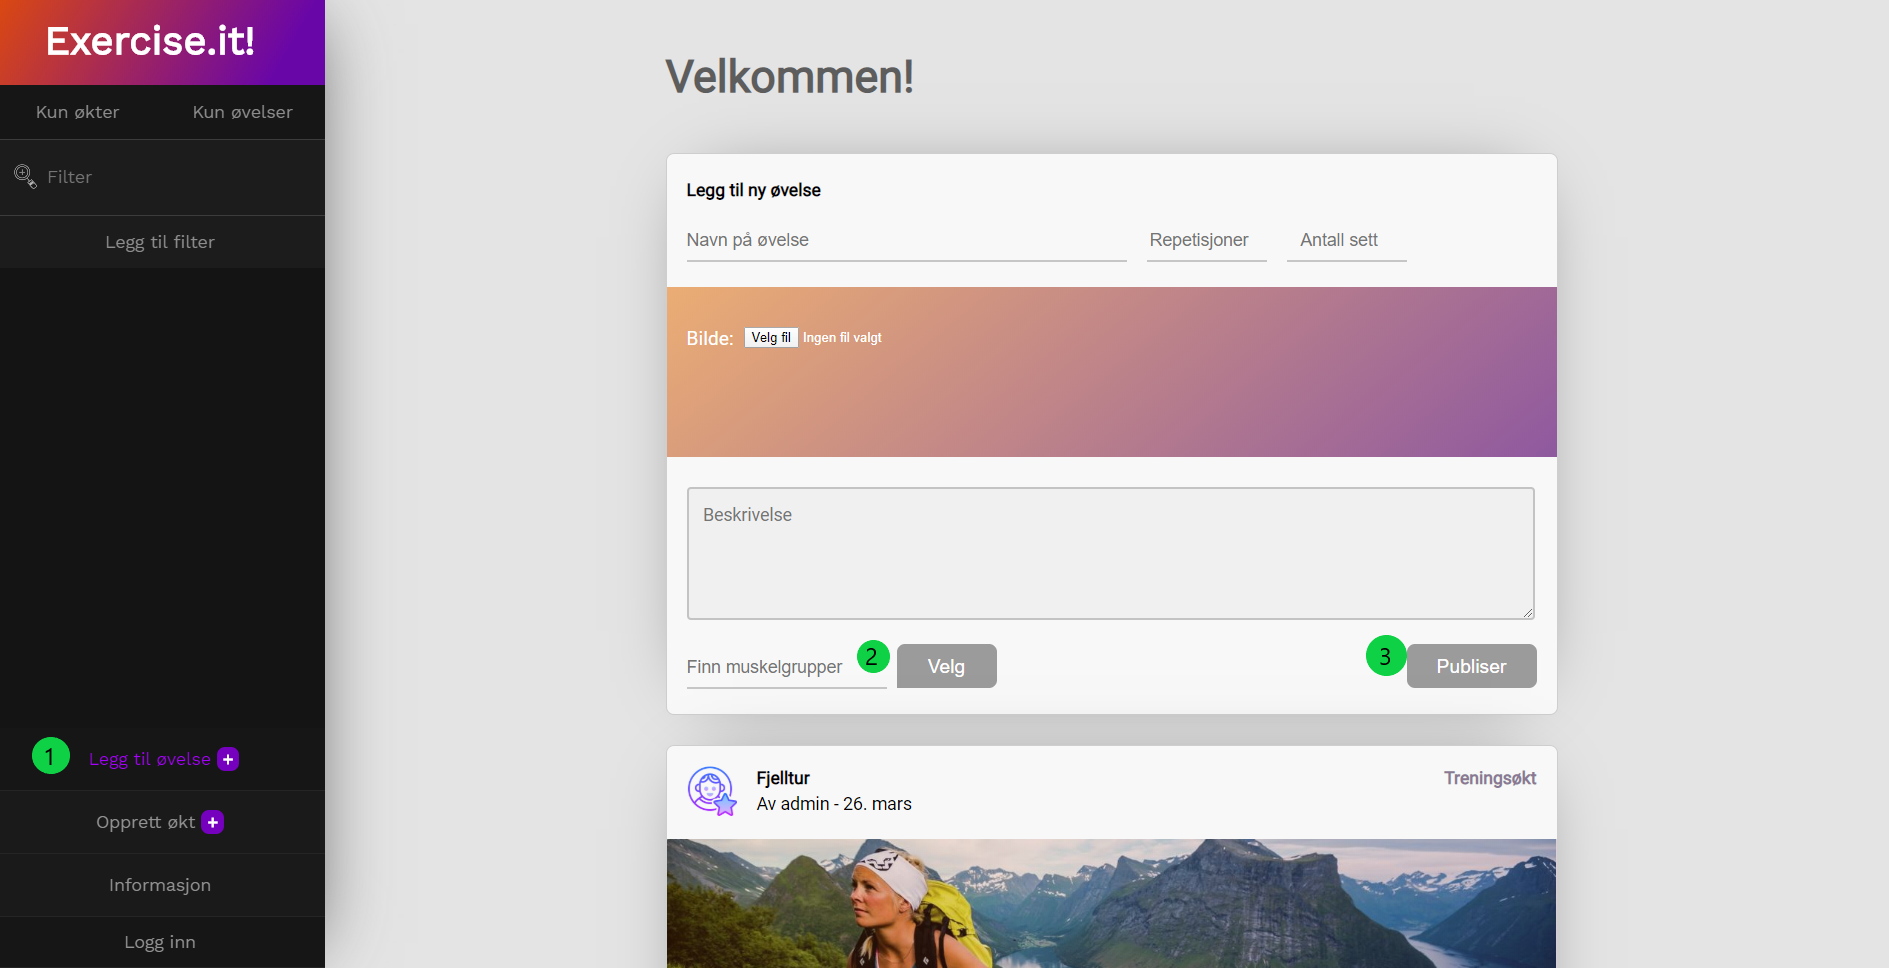 Exercise.it!
Kun økter Kun øvelser
Filter
Legg til filter
1 Legg til øvelse +
Opprett økt +
Informasjon
Logg inn
Velkommen!
Legg til ny øvelse
Navn på øvelse Repetisjoner Antall sett
Bilde: Velg fil Ingen fil valgt
Beskrivelse
Finn muskelgrupper 2 Velg 3 Publiser
Fjelltur Treningsøkt
Av admin - 26. mars